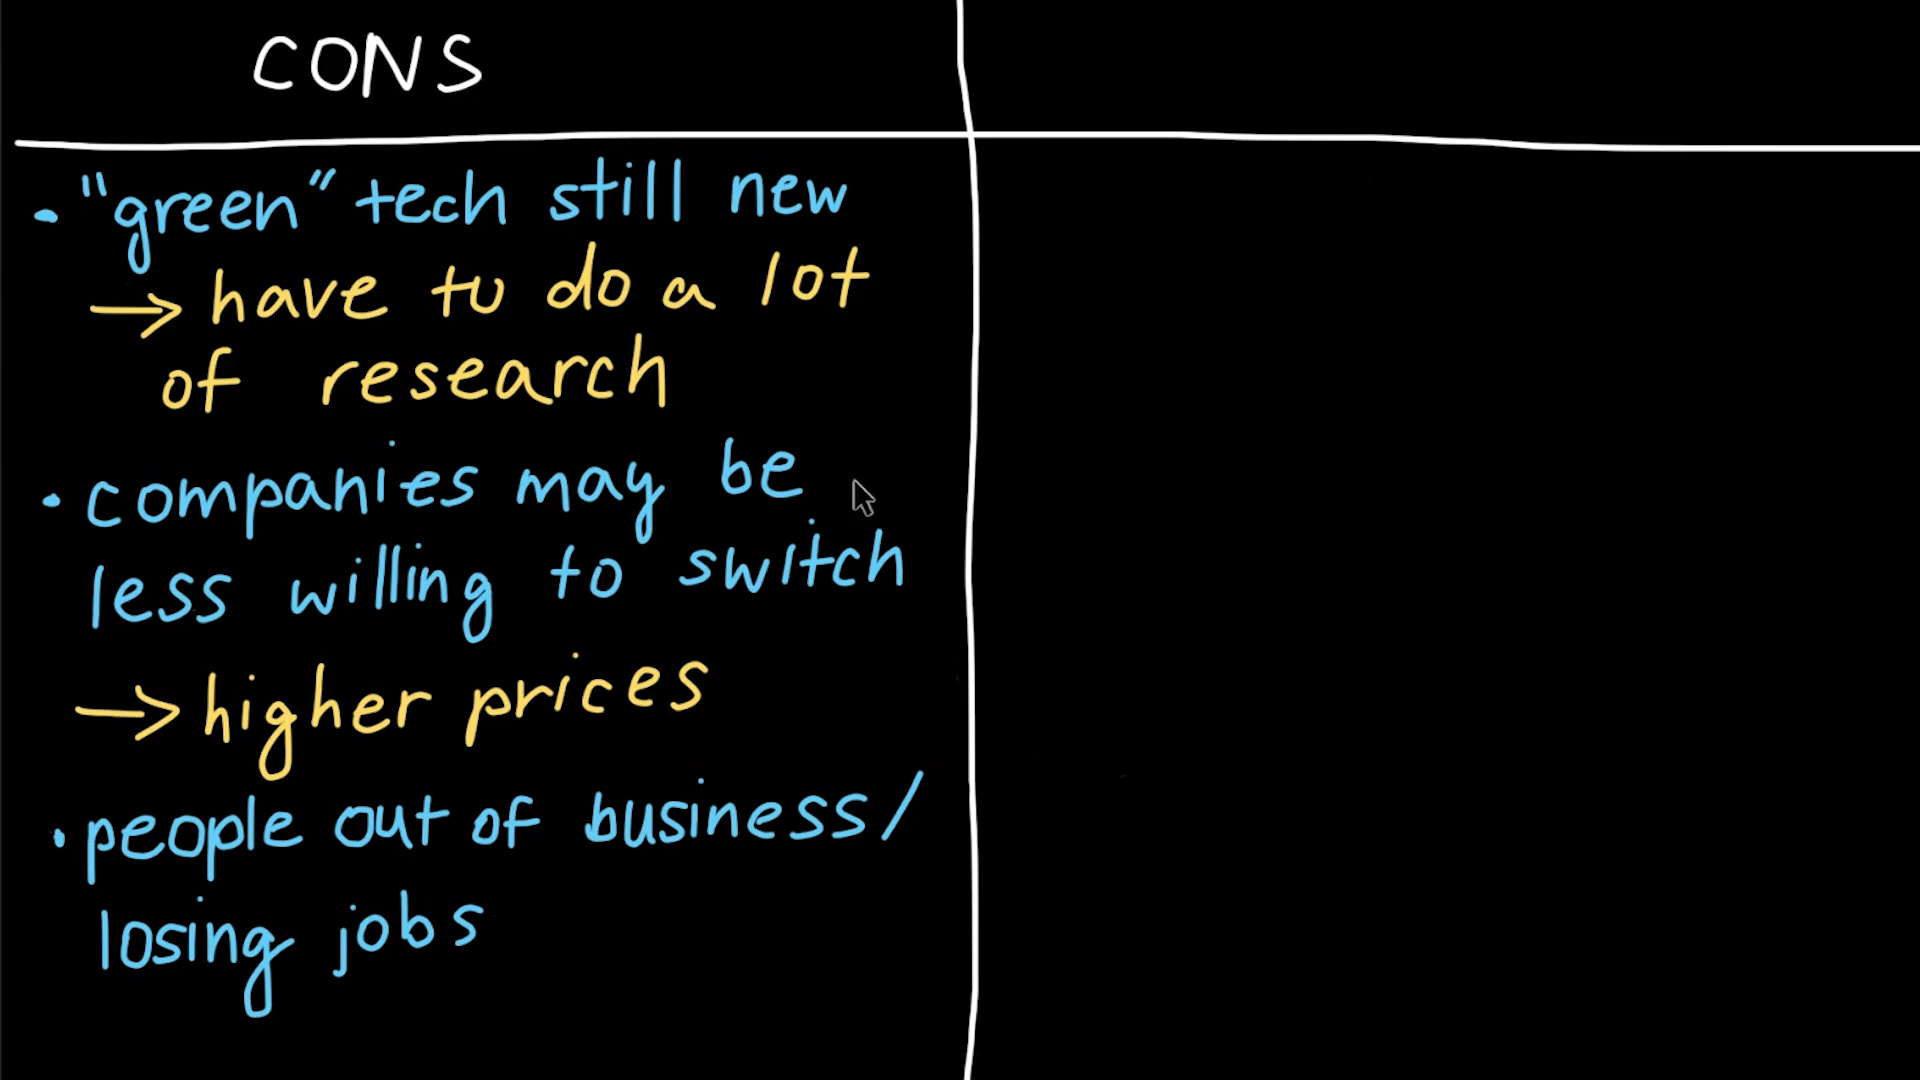 CONS
• "green" tech still new
→ have to do a lot
of research
• companies may be
less willing to switch
→ higher prices
• people out of business/
losing jobs